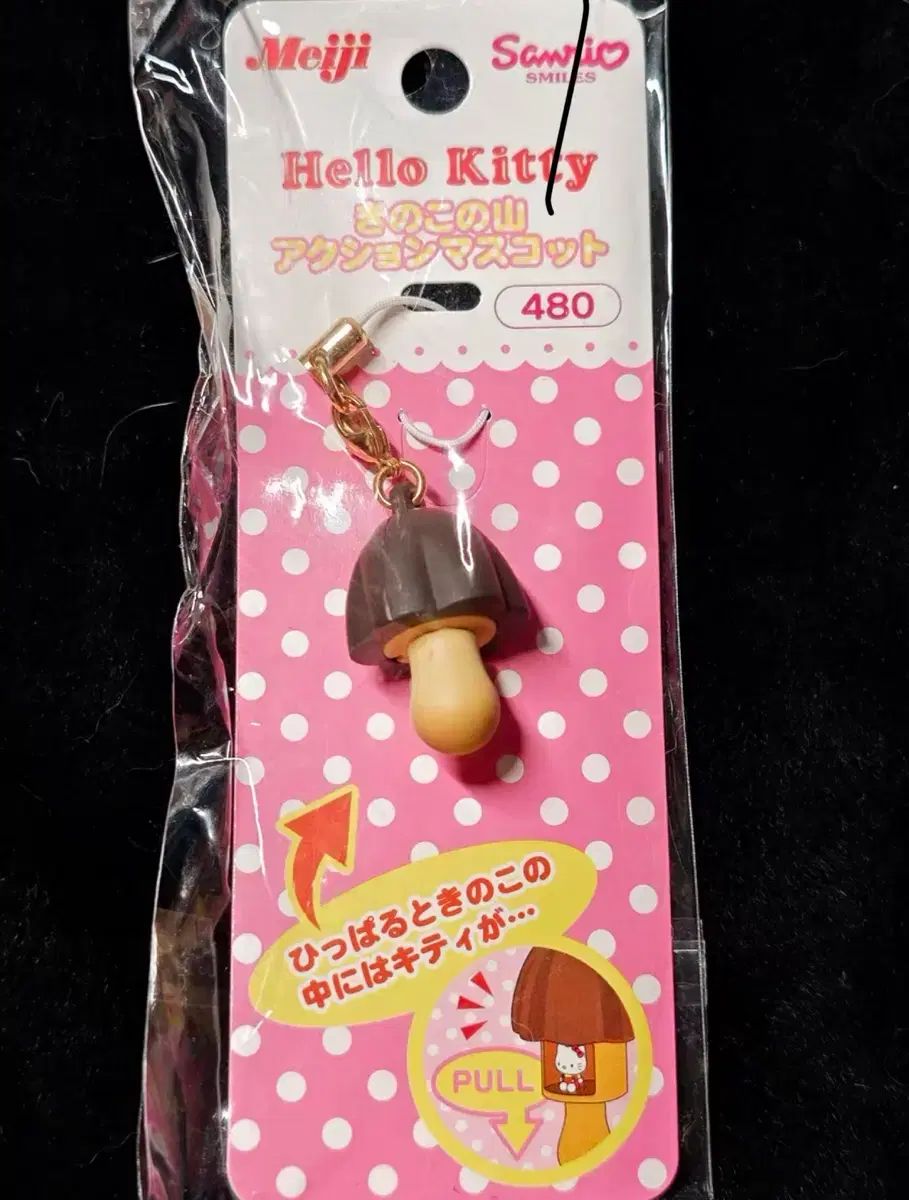 Meiji
Sanrio
SMILES
Hello Kitty
きのこの山
アクションマスコット
480
ひっぱるときのこの
中にはキティが…
PULL